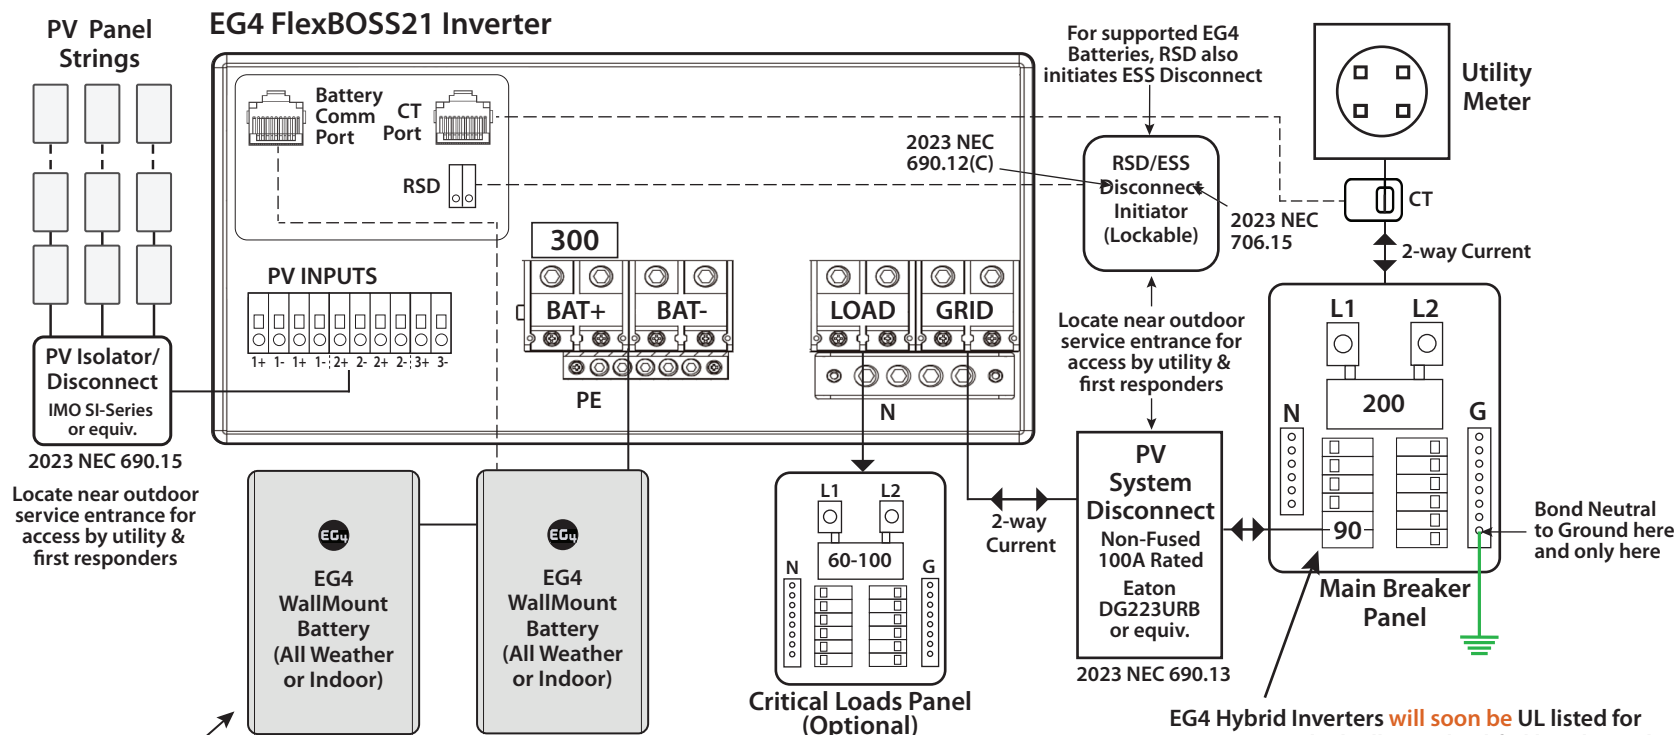 EG4 FlexBOSS21 Inverter
PV Panel
Strings
Battery
Comm
Port
CT
Port
RSD
For supported EG4
Batteries, RSD also
initiates ESS Disconnect
2023 NEC
690.12(C)
RSD/ESS
Disconnect
Initiator
(Lockable)
2023 NEC
706.15
Utility
Meter
CT
2-way Current
300
PV INPUTS
1+ 1- 1+ 1- 2+ 2- 2+ 2- 3+ 3-
BAT+ BAT-
PE
LOAD GRID
N
Locate near outdoor
service entrance for
access by utility &
first responders
PV Isolator/
Disconnect
IMO SI-Series
or equiv.
2023 NEC 690.15
Locate near outdoor
service entrance for
access by utility &
first responders
EG4
EG4
WallMount
Battery
(All Weather
or Indoor)
EG4
EG4
WallMount
Battery
(All Weather
or Indoor)
L1 L2
60-100
N G
Critical Loads Panel
(Optional)
2-way
Current
PV
System
Disconnect
Non-Fused
100A Rated
Eaton
DG223URB
or equiv.
2023 NEC 690.13
L1 L2
200
N G
90
Main Breaker
Panel
Bond Neutral
to Ground here
and only here
EG4 Hybrid Inverters will soon be UL listed for